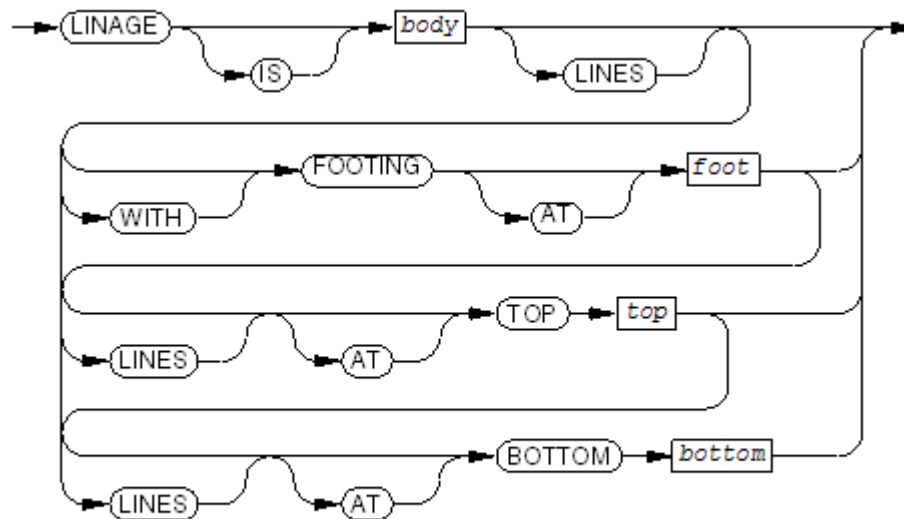 LINAGE body
IS LINES
FOOTING foot
WITH AT
TOP top
LINES AT
BOTTOM bottom
LINES AT